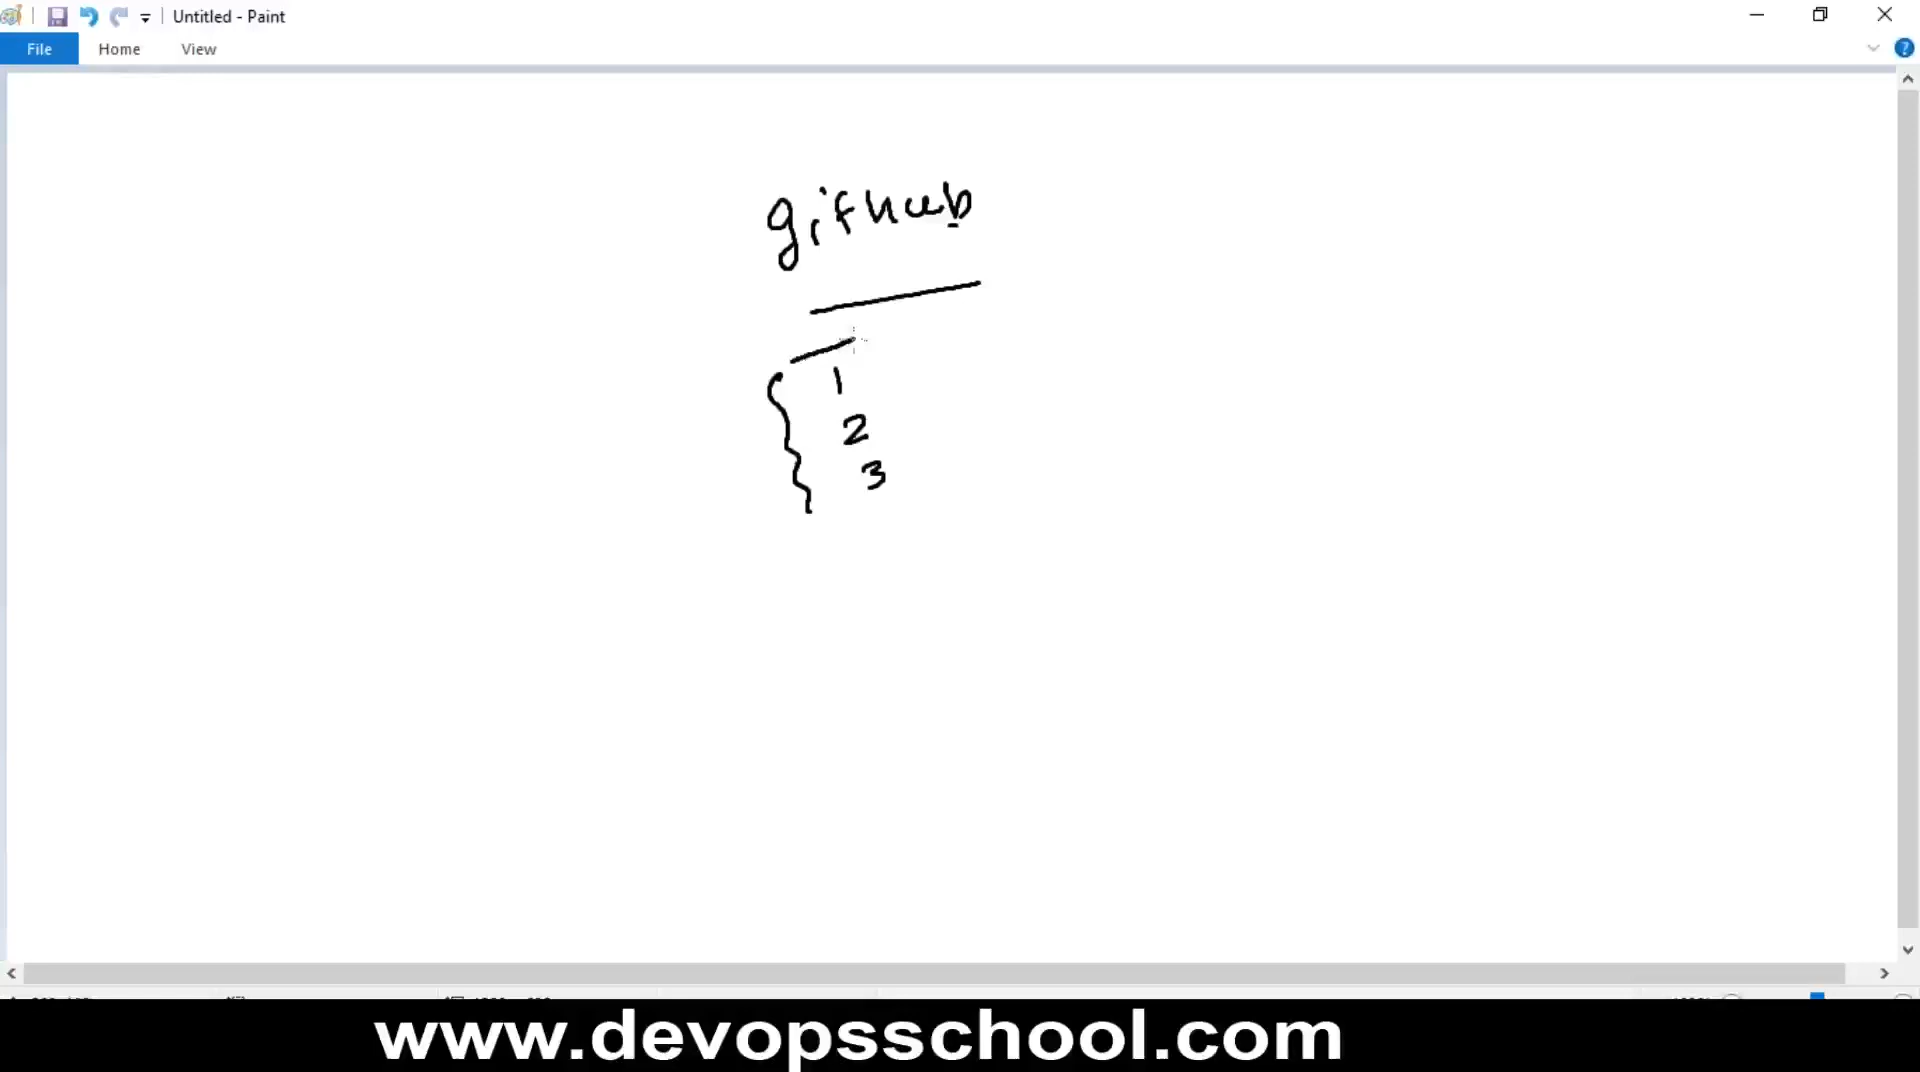 Untitled - Paint
File Home View
github
1
2
3
www.devopsschool.com